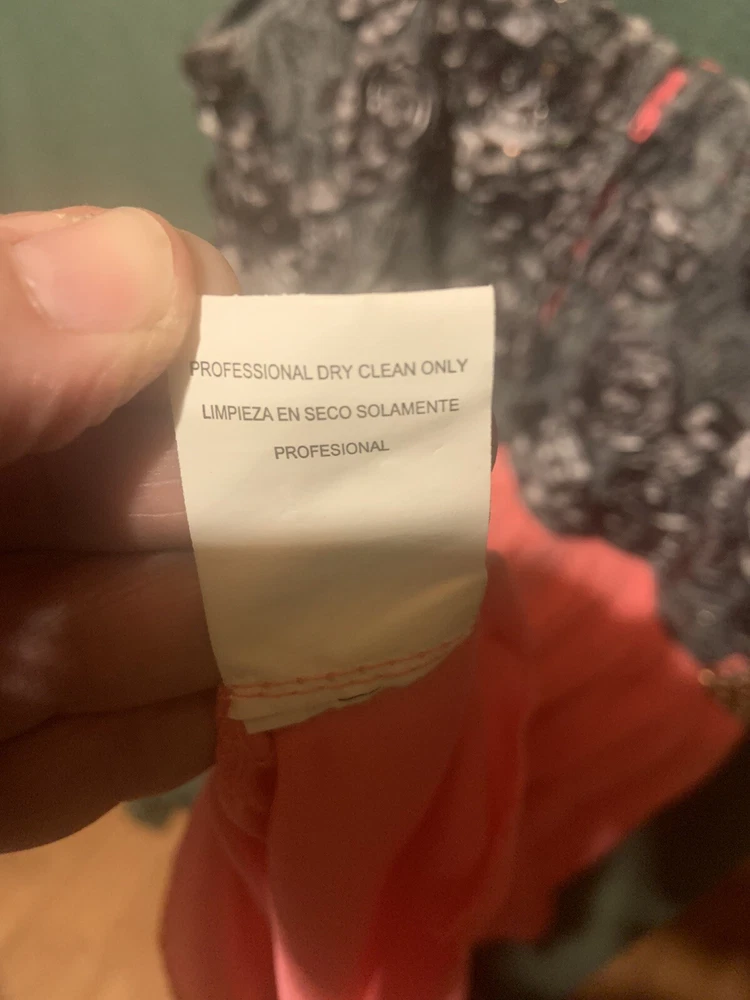 PROFESSIONAL DRY CLEAN ONLY
LIMPIEZA EN SECO SOLAMENTE
PROFESIONAL